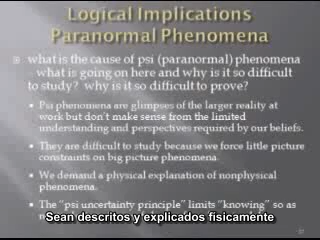 Logical Implications
Paranormal Phenomena
what is the cause of psi (paranormal) phenomena
– what is going on here and why is it so difficult
to study? why is it so difficult to prove?
Psi phenomena are glimpses of the larger reality at
work but don't make sense from the limited
understanding and perspectives required by our beliefs.
They are difficult to study because we force little picture
constraints on big picture phenomena.
We demand a physical explanation of nonphysical
phenomena.
The "psi uncertainty principle" limits "knowing" so as
Sean descritos y explicados fisicamente